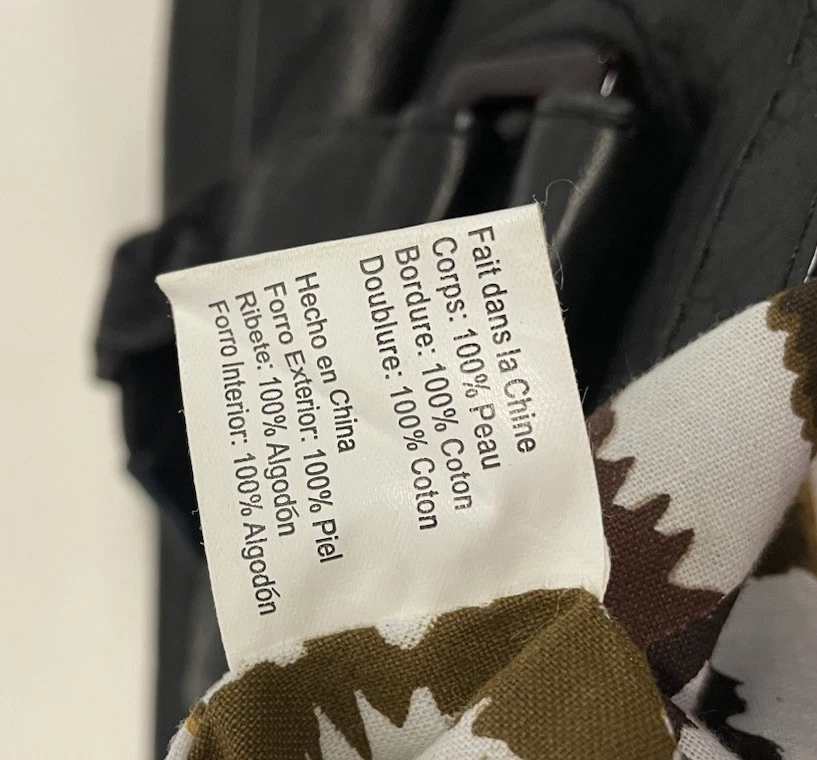 Fait dans la Chine
Corps: 100% Peau
Bordure: 100% Coton
Doublure: 100% Coton
Hecho en China
Forro Exterior: 100% Piel
Ribete: 100% Algodón
Forro Interior: 100% Algodón